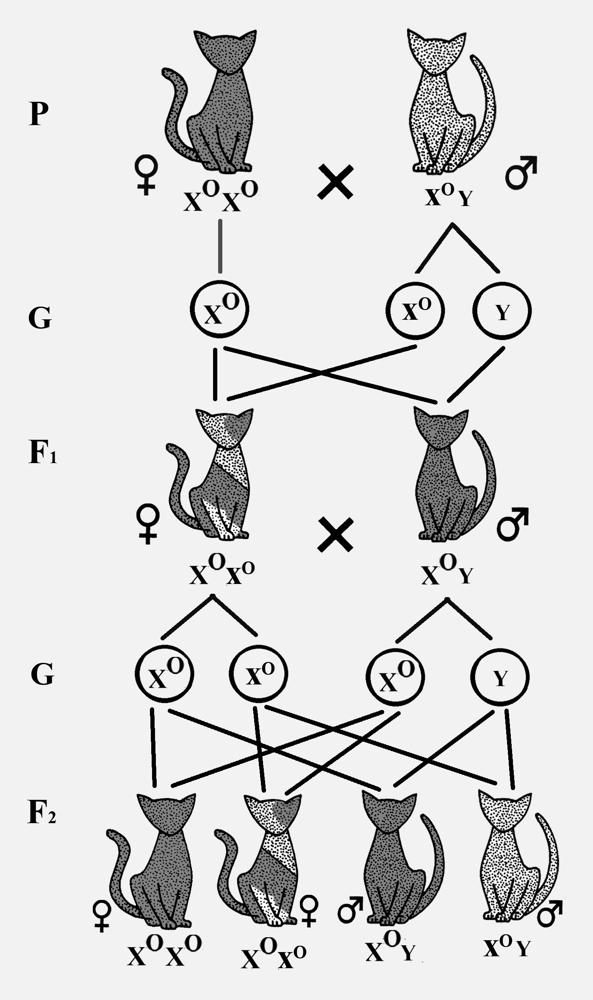 P
♀ XᴼXᴼ × xᴼY ♂
G
Xᴼ xᴼ Y
F₁
♀ × ♂
Xᴼxᴼ XᴼY
G
Xᴼ xᴼ Xᴼ Y
F₂
♀ ♀ ♂ ♂
XᴼXᴼ Xᴼxᴼ XᴼY xᴼY